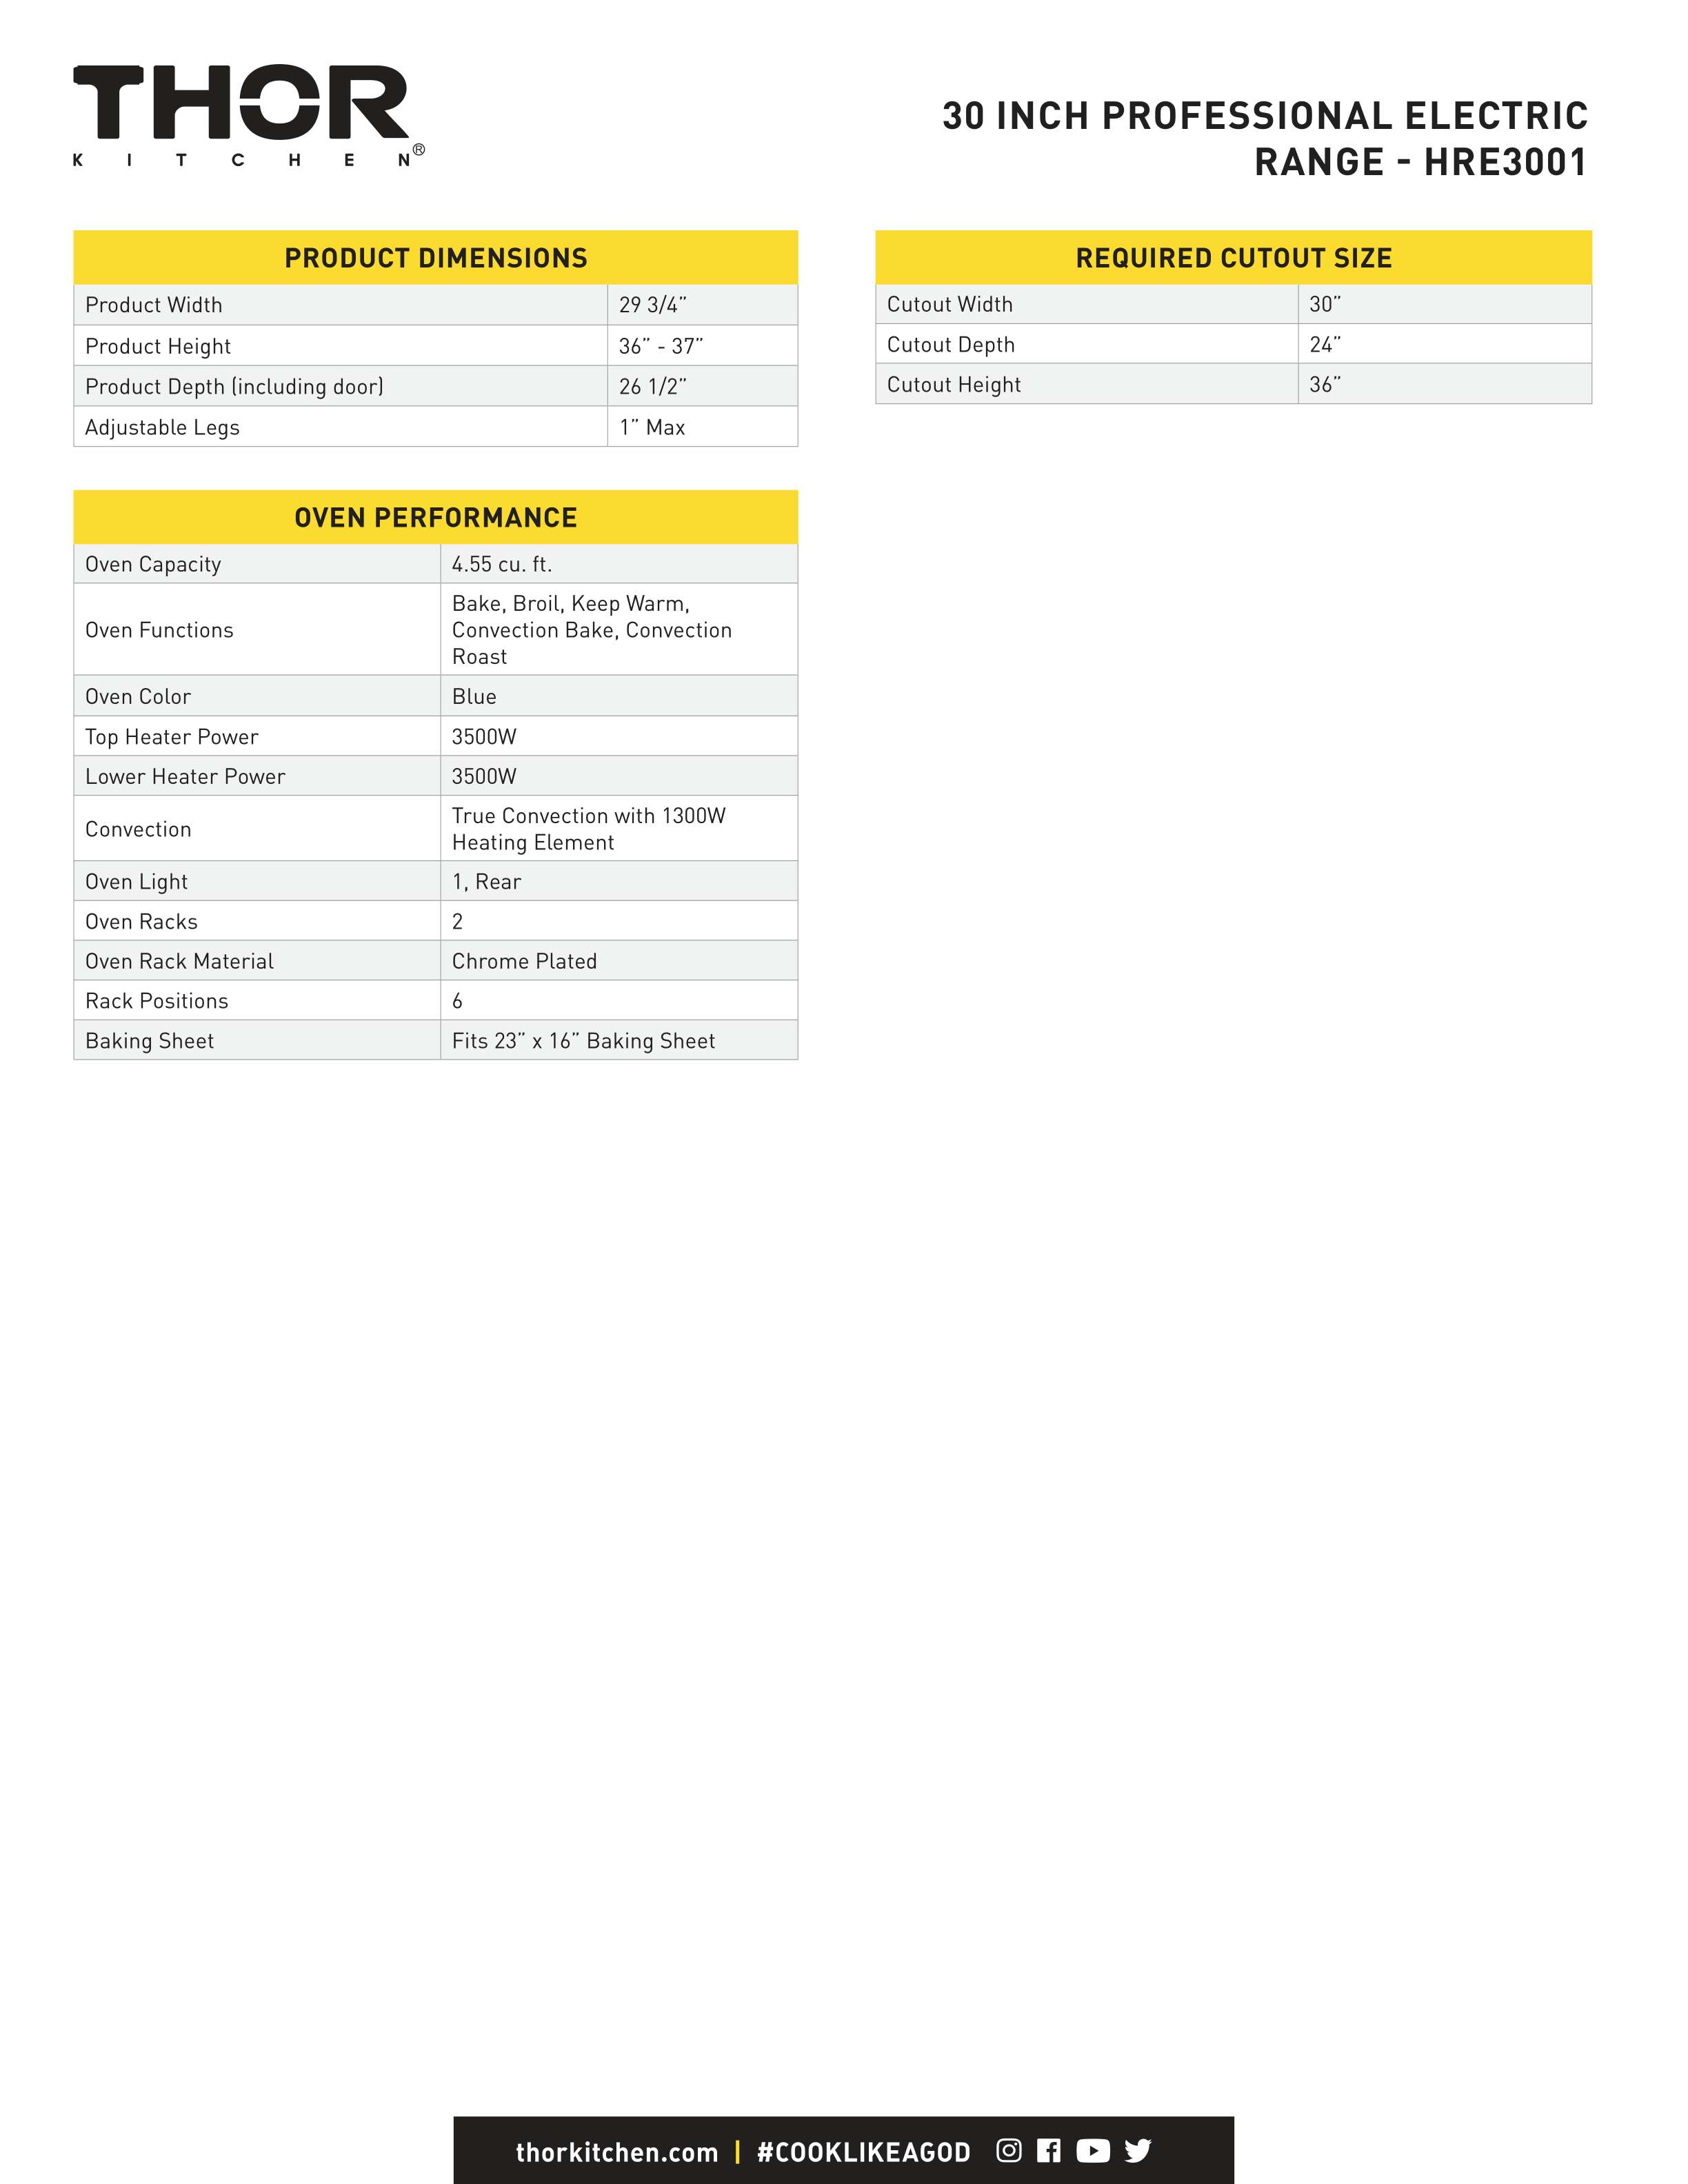 THOR
KITCHEN®
30 INCH PROFESSIONAL ELECTRIC
RANGE - HRE3001
PRODUCT DIMENSIONS
Product Width 29 3/4”
Product Height 36” - 37”
Product Depth (including door) 26 1/2”
Adjustable Legs 1” Max
REQUIRED CUTOUT SIZE
Cutout Width 30”
Cutout Depth 24”
Cutout Height 36”
OVEN PERFORMANCE
Oven Capacity 4.55 cu. ft.
Oven Functions Bake, Broil, Keep Warm,
Convection Bake, Convection
Roast
Oven Color Blue
Top Heater Power 3500W
Lower Heater Power 3500W
Convection True Convection with 1300W
Heating Element
Oven Light 1, Rear
Oven Racks 2
Oven Rack Material Chrome Plated
Rack Positions 6
Baking Sheet Fits 23” x 16” Baking Sheet
thorkitchen.com | #COOKLIKEAGOD